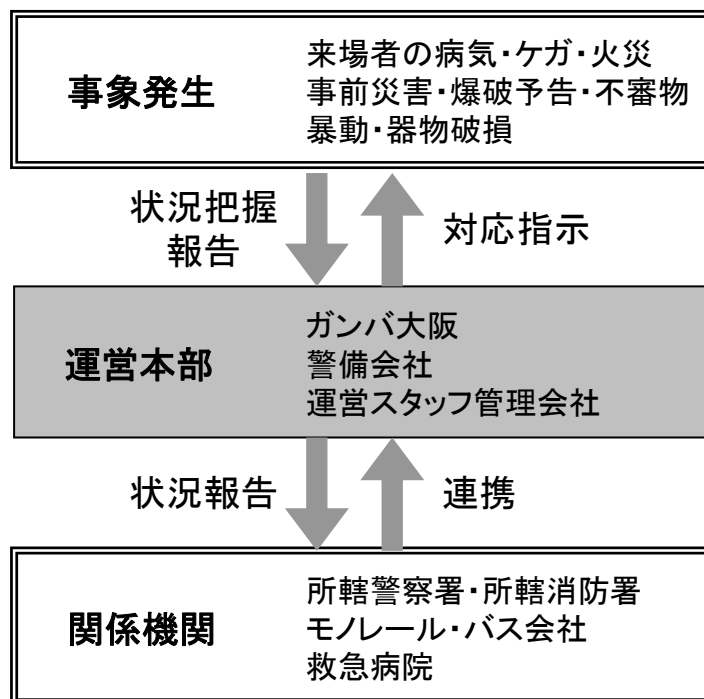 事象発生
来場者の病気・ケガ・火災
事前災害・爆破予告・不審物
暴動・器物破損
状況把握
報告
対応指示
運営本部
ガンバ大阪
警備会社
運営スタッフ管理会社
状況報告
連携
関係機関
所轄警察署・所轄消防署
モノレール・バス会社
救急病院